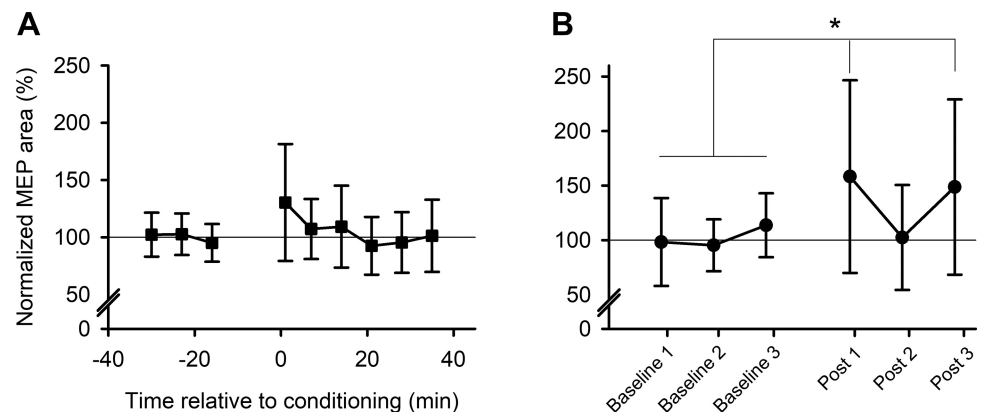 A
Normalized MEP area (%)
250
200
150
100
50
0
-40
-20
0
20
40
Time relative to conditioning (min)
B
*
250
200
150
100
50
0
Baseline 1
Baseline 2
Baseline 3
Post 1
Post 2
Post 3